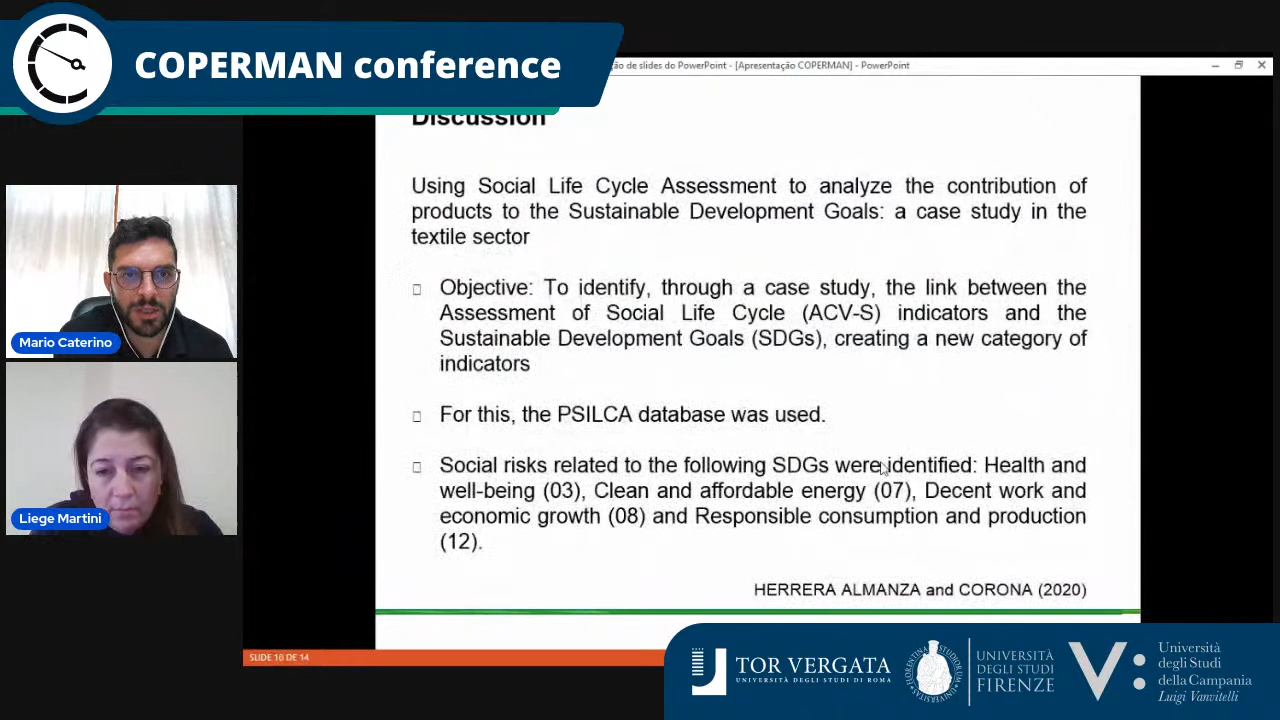 COPERMAN conference
ão de slides do PowerPoint - [Apresentação COPERMAN] - PowerPoint
Discussion
Using Social Life Cycle Assessment to analyze the contribution of
products to the Sustainable Development Goals: a case study in the
textile sector
Objective: To identify, through a case study, the link between the
Assessment of Social Life Cycle (ACV-S) indicators and the
Sustainable Development Goals (SDGs), creating a new category of
indicators
For this, the PSILCA database was used.
Social risks related to the following SDGs were identified: Health and
well-being (03), Clean and affordable energy (07), Decent work and
economic growth (08) and Responsible consumption and production
(12).
HERRERA ALMANZA and CORONA (2020)
Mario Caterino
Liege Martini
SLIDE 10 DE 14
TOR VERGATA
UNIVERSITÀ DEGLI STUDI DI ROMA
UNIVERSITÀ
DEGLI STUDI
FIRENZE
V:
Università
degli Studi
della Campania
Luigi Vanvitelli